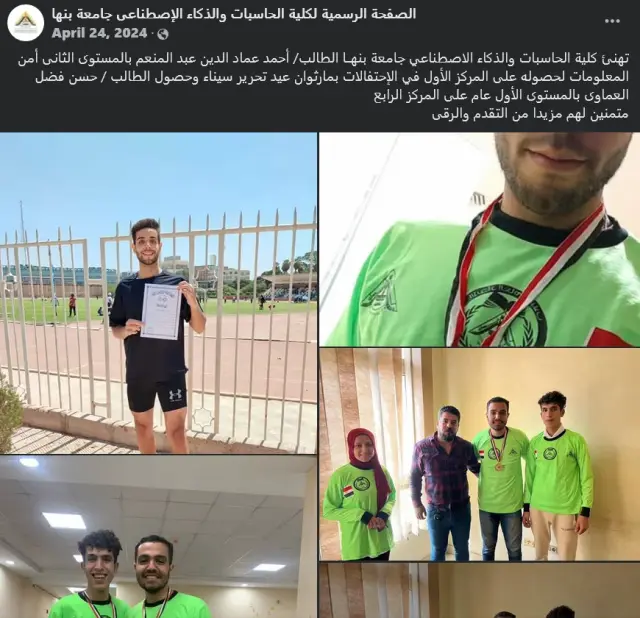 الصفحة الرسمية لكلية الحاسبات والذكاء الإصطناعى جامعة بنها
April 24, 2024 ·
تهنئ كلية الحاسبات والذكاء الاصطناعي جامعة بنهـا الطالب/ أحمد عماد الدين عبد المنعم بالمستوى الثانى أمن
المعلومات لحصوله على المركز الأول في الإحتفالات بمارثوان عيد تحرير سيناء وحصول الطالب / حسن فضل
العماوى بالمستوى الأول عام على المركز الرابع
متمنين لهم مزيدا من التقدم والرقى